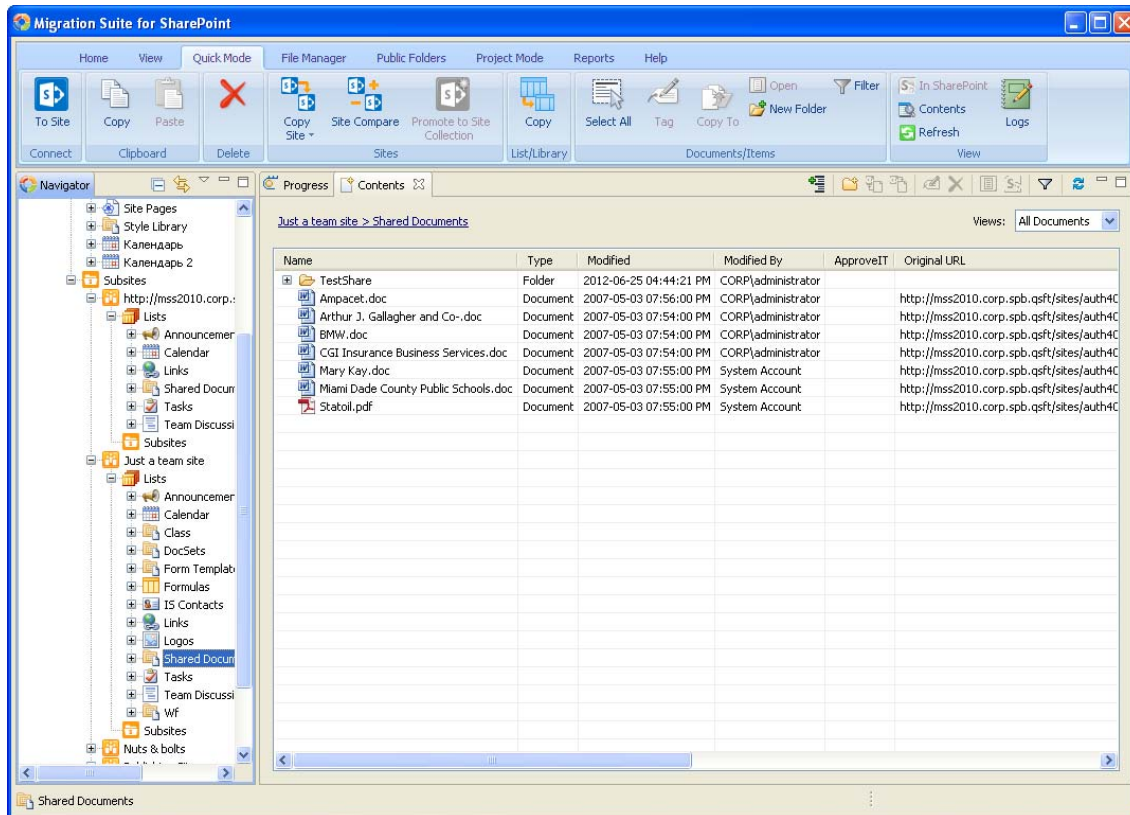 Migration Suite for SharePoint
Home View Quick Mode File Manager Public Folders Project Mode Reports Help
To Site Copy Paste Copy Site Site Compare Promote to Site Collection Copy Select All Tag Copy To Open New Folder Filter In SharePoint Contents Refresh Logs
Connect Clipboard Delete Sites List/Library Documents/Items View
Navigator
Site Pages
Style Library
Календарь
Календарь 2
Subsites
http://mss2010.corp.
Lists
Announcemer
Calendar
Links
Shared Docum
Tasks
Team Discussi
Subsites
Just a team site
Lists
Announcemer
Calendar
Class
DocSets
Form Templat
Formulas
IS Contacts
Links
Logos
Shared Docum
Tasks
Team Discussi
Wf
Subsites
Nuts & bolts
Progress Contents
Just a team site > Shared Documents Views: All Documents
Name Type Modified Modified By ApproveIT Original URL
TestShare Folder 2012-06-25 04:44:21 PM CORP\administrator
Ampacet.doc Document 2007-05-03 07:56:00 PM CORP\administrator http://mss2010.corp.spb.qsft/sites/auth40
Arthur J. Gallagher and Co-.doc Document 2007-05-03 07:54:00 PM CORP\administrator http://mss2010.corp.spb.qsft/sites/auth40
BMW.doc Document 2007-05-03 07:54:00 PM CORP\administrator http://mss2010.corp.spb.qsft/sites/auth40
CGI Insurance Business Services.doc Document 2007-05-03 07:54:00 PM CORP\administrator http://mss2010.corp.spb.qsft/sites/auth40
Mary Kay.doc Document 2007-05-03 07:55:00 PM System Account http://mss2010.corp.spb.qsft/sites/auth40
Miami Dade County Public Schools.doc Document 2007-05-03 07:55:00 PM System Account http://mss2010.corp.spb.qsft/sites/auth40
Statoil.pdf Document 2007-05-03 07:55:00 PM System Account http://mss2010.corp.spb.qsft/sites/auth40
Shared Documents